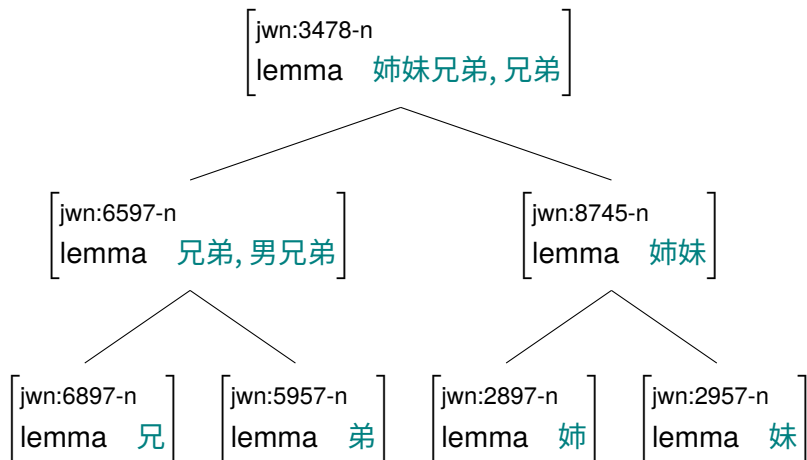 jwn:3478-n
lemma 姉妹兄弟, 兄弟
jwn:6597-n
lemma 兄弟, 男兄弟
jwn:8745-n
lemma 姉妹
jwn:6897-n
lemma 兄
jwn:5957-n
lemma 弟
jwn:2897-n
lemma 姉
jwn:2957-n
lemma 妹